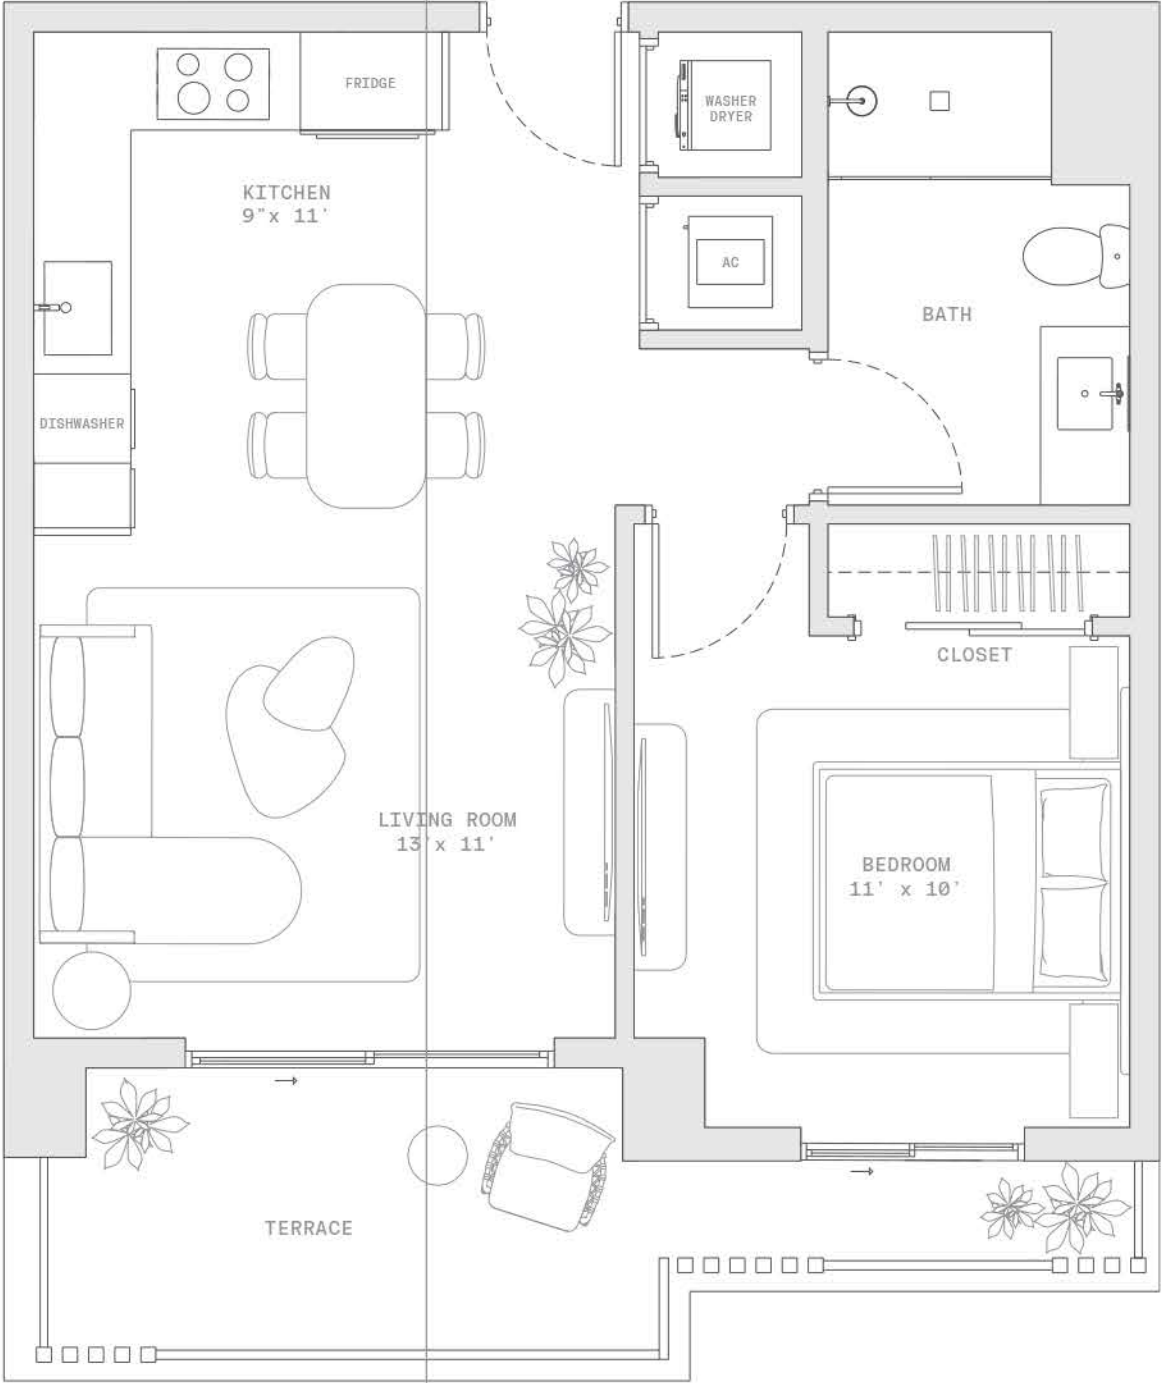 FRIDGE
WASHER
DRYER
KITCHEN
9"x 11'
AC
BATH
DISHWASHER
CLOSET
LIVING ROOM
13'x 11'
BEDROOM
11' x 10'
TERRACE